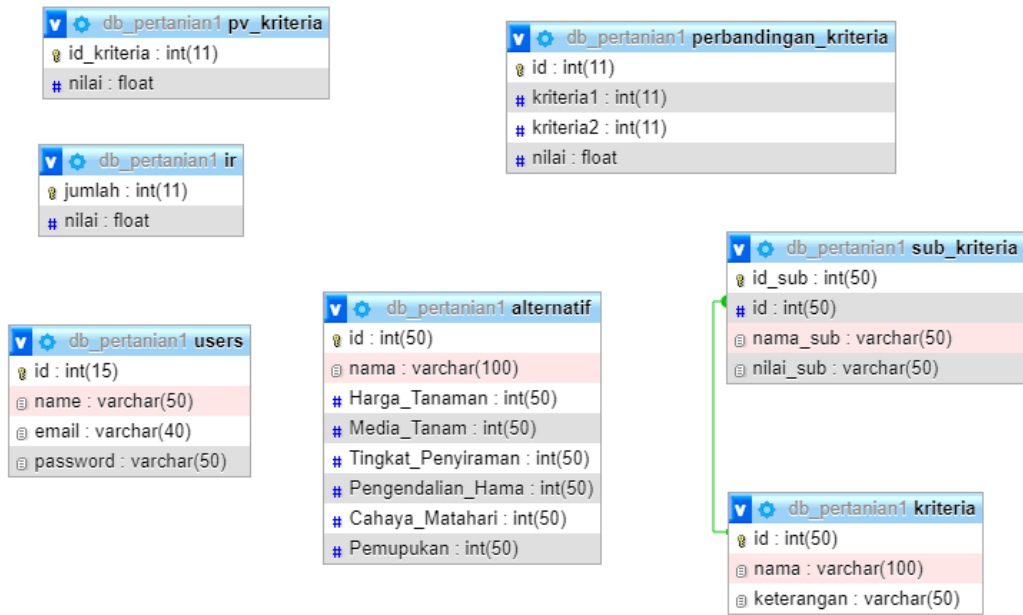 db_pertanian1 pv_kriteria
id_kriteria : int(11)
nilai : float
db_pertanian1 perbandingan_kriteria
id : int(11)
kriteria1 : int(11)
kriteria2 : int(11)
nilai : float
db_pertanian1 ir
jumlah : int(11)
nilai : float
db_pertanian1 sub_kriteria
id_sub : int(50)
id : int(50)
nama_sub : varchar(50)
nilai_sub : varchar(50)
db_pertanian1 users
id : int(15)
name : varchar(50)
email : varchar(40)
password : varchar(50)
db_pertanian1 alternatif
id : int(50)
nama : varchar(100)
Harga_Tanaman : int(50)
Media_Tanam : int(50)
Tingkat_Penyiraman : int(50)
Pengendalian_Hama : int(50)
Cahaya_Matahari : int(50)
Pemupukan : int(50)
db_pertanian1 kriteria
id : int(50)
nama : varchar(100)
keterangan : varchar(50)